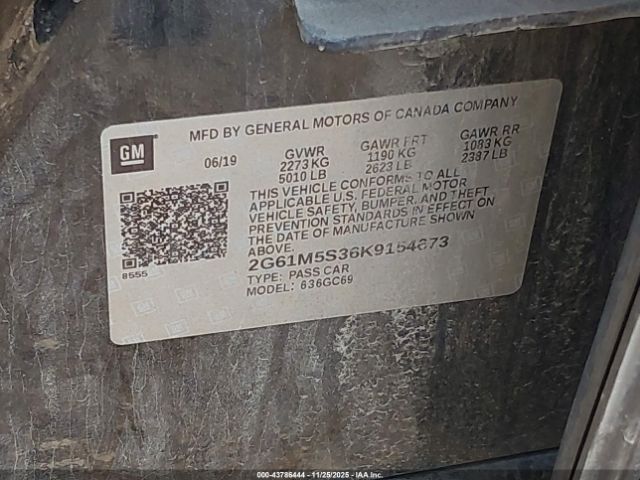 GM
MFD BY GENERAL MOTORS OF CANADA COMPANY
06/19
GVWR
2273 KG
5010 LB
GAWR FRT
1190 KG
2623 LB
GAWR RR
1083 KG
2387 LB
THIS VEHICLE CONFORMS TO ALL
APPLICABLE U.S. FEDERAL MOTOR
VEHICLE SAFETY, BUMPER, AND THEFT
PREVENTION STANDARDS IN EFFECT ON
THE DATE OF MANUFACTURE SHOWN
ABOVE.
2G61M5S36K9154873
TYPE: PASS CAR
MODEL: 636GC69
8555
00-43786444 - 11/25/2025 - IAA Inc.